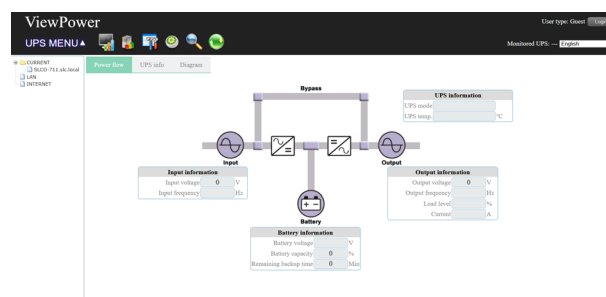 ViewPower
User type: Guest
UPS MENU
Monitored UPS: --- English
CURRENT
SLCO-711.slc.local
LAN
INTERNET
Power flow UPS info Diagram
Bypass
Input
Output
Battery
UPS information
UPS mode
UPS temp. °C
Input information
Input voltage 0 V
Input frequency Hz
Output information
Output voltage 0 V
Output frequency Hz
Load level %
Current A
Battery information
Battery voltage V
Battery capacity 0 %
Remaining backup time 0 Min